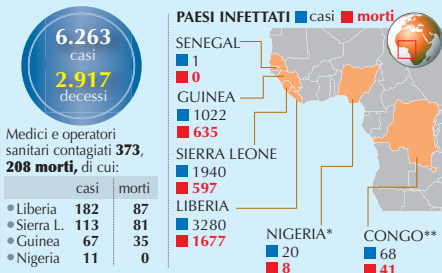 6.263
casi
2.917
decessi
Medici e operatori
sanitari contagiati 373,
208 morti, di cui:
casi morti
Liberia 182 87
Sierra L. 113 81
Guinea 67 35
Nigeria 11 0
PAESI INFETTATI casi morti
SENEGAL
1
0
GUINEA
1022
635
SIERRA LEONE
1940
597
LIBERIA
3280
1677
NIGERIA*
20
8
CONGO**
68
41